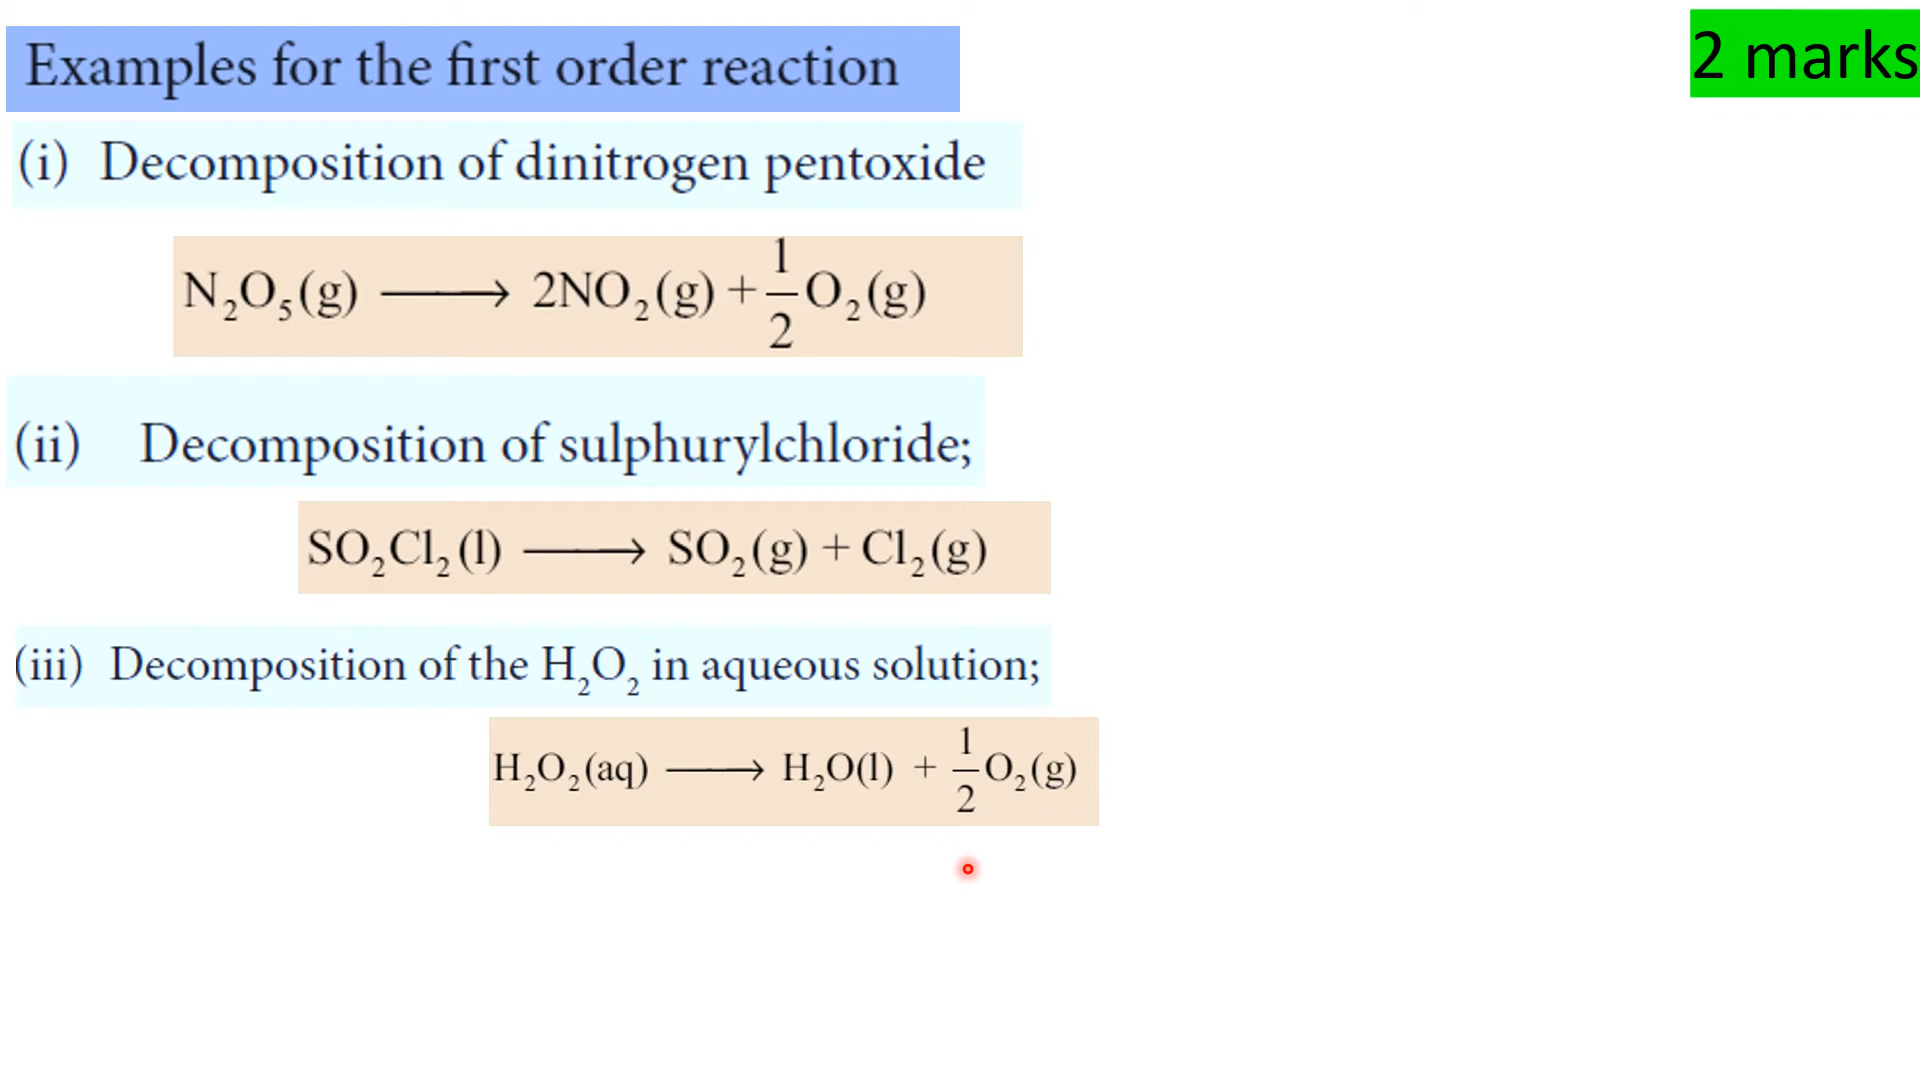 Examples for the first order reaction
2 marks
(i) Decomposition of dinitrogen pentoxide
N₂O₅(g) ⟶ 2NO₂(g) + 1/2 O₂(g)
(ii) Decomposition of sulphurylchloride;
SO₂Cl₂(l) ⟶ SO₂(g) + Cl₂(g)
(iii) Decomposition of the H₂O₂ in aqueous solution;
H₂O₂(aq) ⟶ H₂O(l) + 1/2 O₂(g)